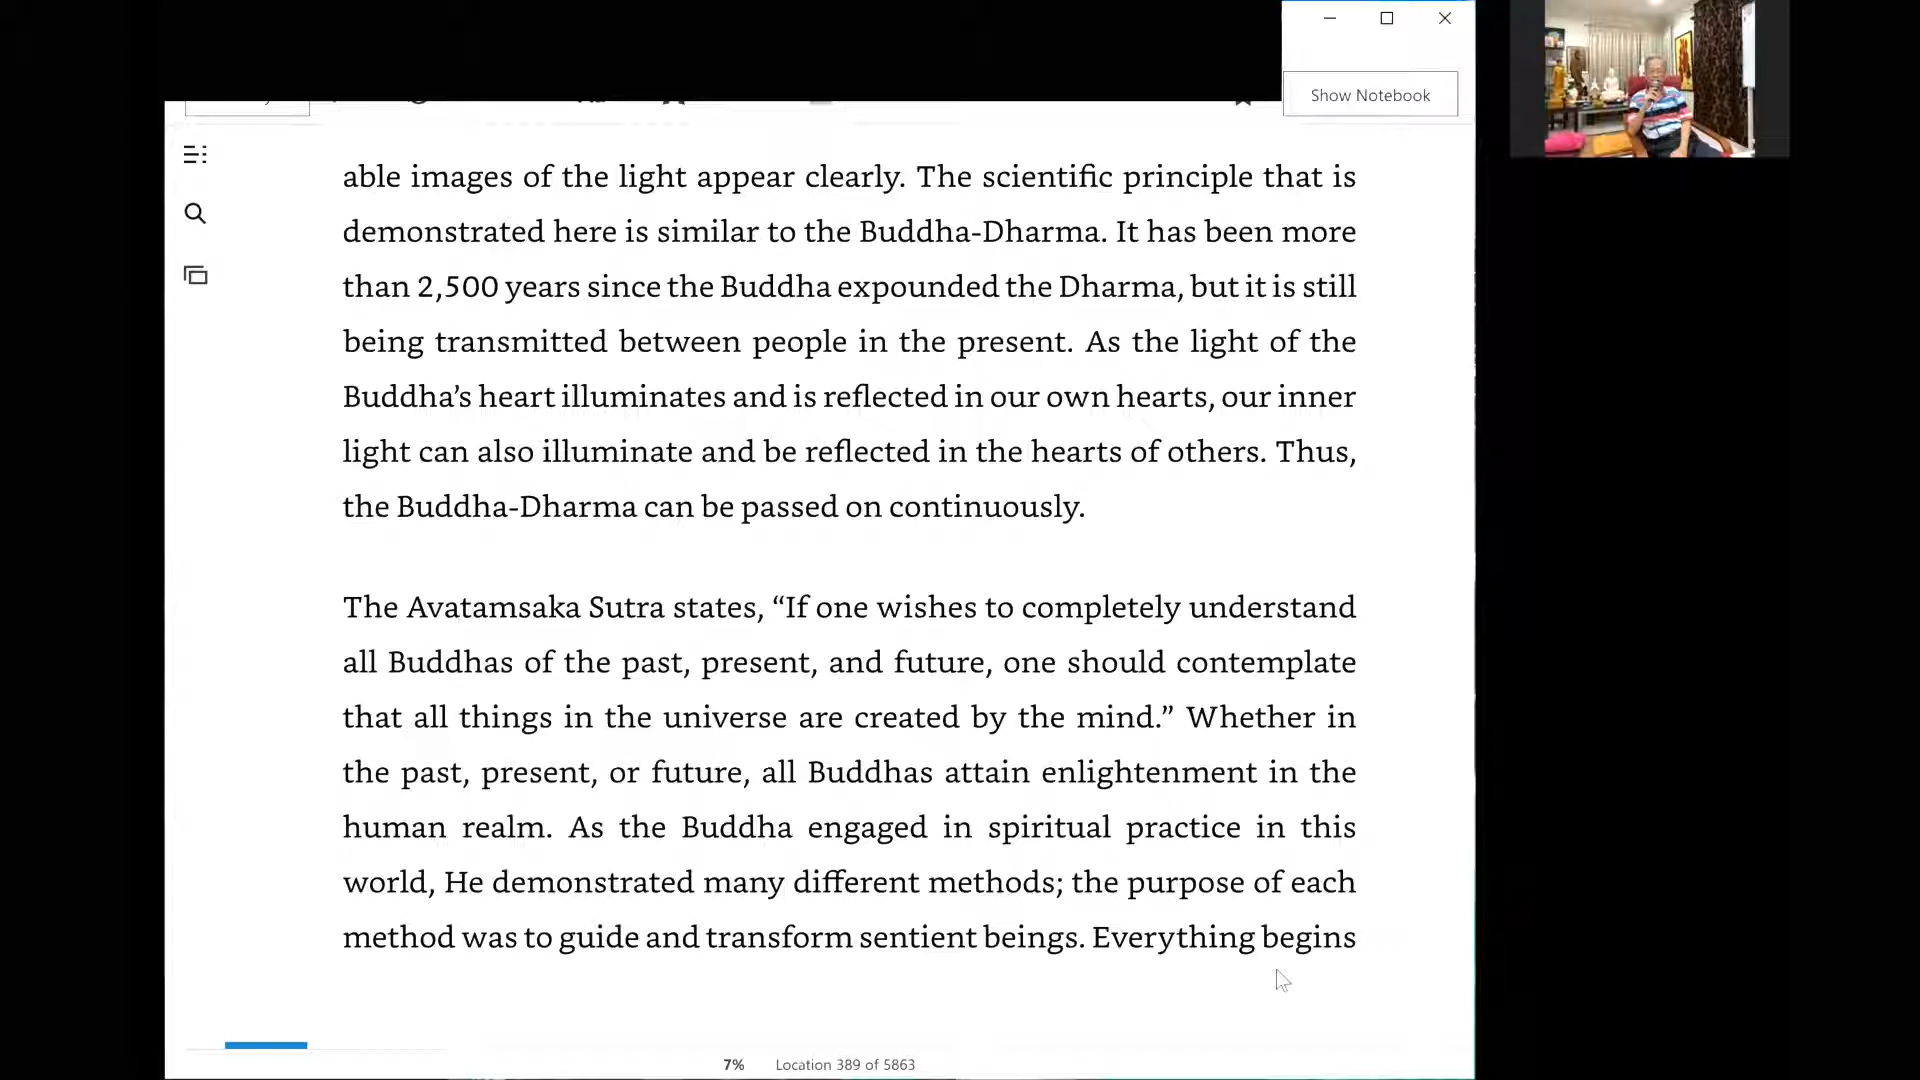 Show Notebook
able images of the light appear clearly. The scientific principle that is
demonstrated here is similar to the Buddha-Dharma. It has been more
than 2,500 years since the Buddha expounded the Dharma, but it is still
being transmitted between people in the present. As the light of the
Buddha’s heart illuminates and is reflected in our own hearts, our inner
light can also illuminate and be reflected in the hearts of others. Thus,
the Buddha-Dharma can be passed on continuously.
The Avatamsaka Sutra states, “If one wishes to completely understand
all Buddhas of the past, present, and future, one should contemplate
that all things in the universe are created by the mind.” Whether in
the past, present, or future, all Buddhas attain enlightenment in the
human realm. As the Buddha engaged in spiritual practice in this
world, He demonstrated many different methods; the purpose of each
method was to guide and transform sentient beings. Everything begins
7% Location 389 of 5863